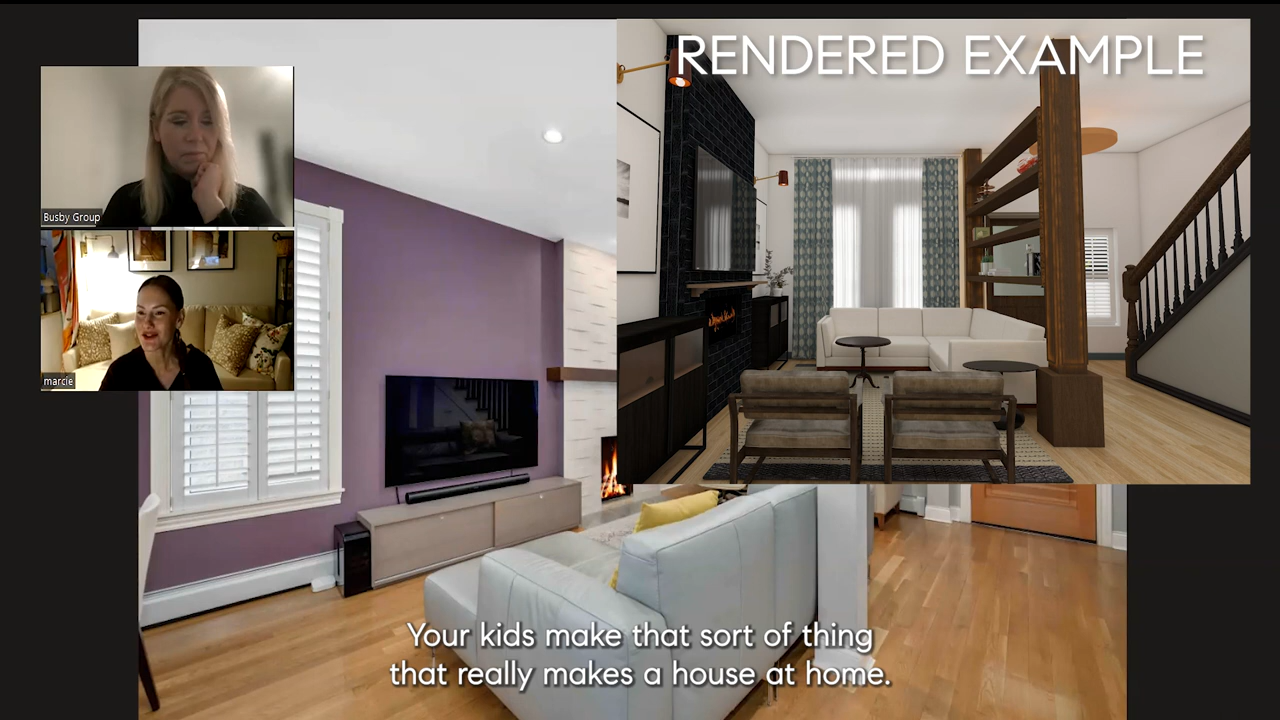 RENDERED EXAMPLE
Busby Group
marcie
Your kids make that sort of thing
that really makes a house at home.